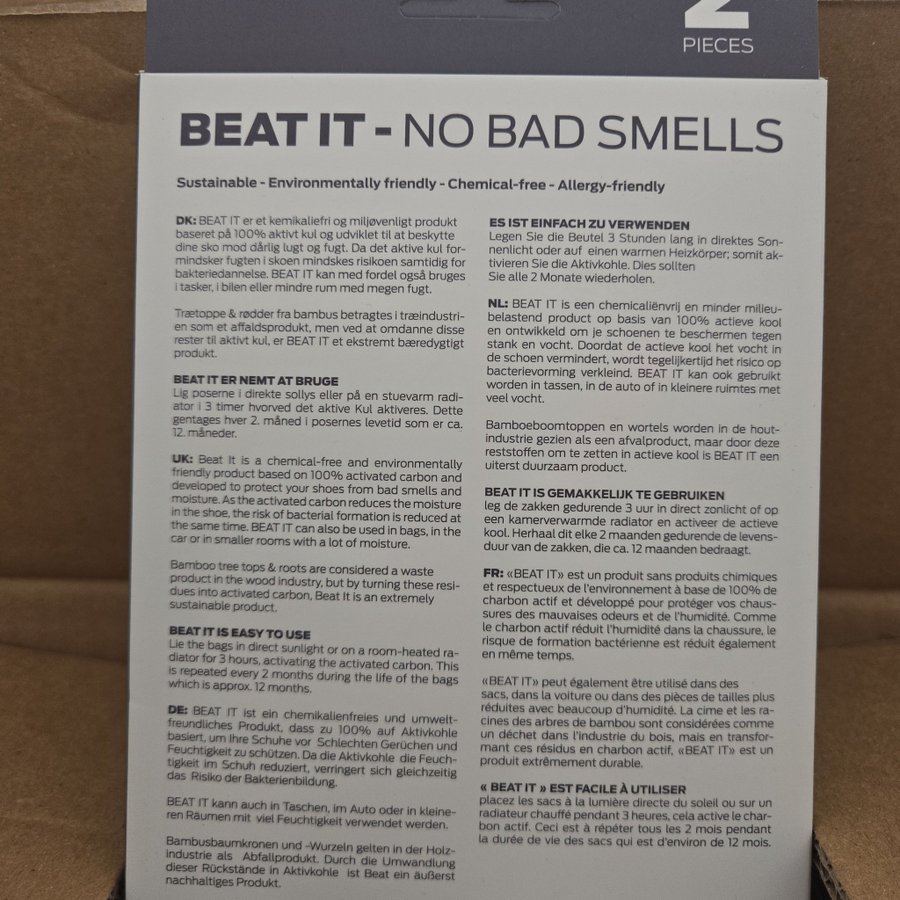 2
PIECES
BEAT IT - NO BAD SMELLS
Sustainable - Environmentally friendly - Chemical-free - Allergy-friendly
DK: BEAT IT er et kemikaliefri og miljøvenligt produkt
baseret på 100% aktivt kul og udviklet til at beskytte
dine sko mod dårlig lugt og fugt. Da det aktive kul for-
mindsker fugten i skoen mindskes risikoen samtidig for
bakteriedannelse. BEAT IT kan med fordel også bruges
i tasker, i bilen eller mindre rum med megen fugt.
Trætoppe & rødder fra bambus betragtes i træindustri-
en som et affaldsprodukt, men ved at omdanne disse
rester til aktivt kul, er BEAT IT et ekstremt bæredygtigt
produkt.
BEAT IT ER NEMT AT BRUGE
Lig poserne i direkte sollys eller på en stuevarm radi-
ator i 3 timer hvorved det aktive Kul aktiveres. Dette
gentages hver 2. måned i posernes levetid som er ca.
12. måneder.
UK: Beat It is a chemical-free and environmentally
friendly product based on 100% activated carbon and
developed to protect your shoes from bad smells and
moisture. As the activated carbon reduces the moisture
in the shoe, the risk of bacterial formation is reduced at
the same time. BEAT IT can also be used in bags, in the
car or in smaller rooms with a lot of moisture.
Bamboo tree tops & roots are considered a waste
product in the wood industry, but by turning these resi-
dues into activated carbon, Beat It is an extremely
sustainable product.
BEAT IT IS EASY TO USE
Lie the bags in direct sunlight or on a room-heated ra-
diator for 3 hours, activating the activated carbon. This
is repeated every 2 months during the life of the bags
which is approx. 12 months.
DE: BEAT IT ist ein chemikalienfreies und umwelt-
freundliches Produkt, dass zu 100% auf Aktivkohle
basiert, um Ihre Schuhe vor Schlechten Gerüchen und
Feuchtigkeit zu schützen. Da die Aktivkohle die Feuch-
tigkeit im Schuh reduziert, verringert sich gleichzeitig
das Risiko der Bakterienbildung.
BEAT IT kann auch in Taschen, im Auto oder in kleine-
ren Räumen mit viel Feuchtigkeit verwendet werden.
Bambusbaumkronen und -Wurzeln gelten in der Holz-
industrie als Abfallprodukt. Durch die Umwandlung
dieser Rückstände in Aktivkohle ist Beat ein äußerst
nachhaltiges Produkt.
ES IST EINFACH ZU VERWENDEN
Legen Sie die Beutel 3 Stunden lang in direktes Son-
nenlicht oder auf einen warmen Heizkörper; somit ak-
tivieren Sie die Aktivkohle. Dies sollten
Sie alle 2 Monate wiederholen.
NL: BEAT IT is een chemicaliënvrij en minder milieu-
belastend product op basis van 100% actieve kool
en ontwikkeld om je schoenen te beschermen tegen
stank en vocht. Doordat de actieve kool het vocht in
de schoen vermindert, wordt tegelijkertijd het risico op
bacterievorming verkleind. BEAT IT kan ook gebruikt
worden in tassen, in de auto of in kleinere ruimtes met
veel vocht.
Bamboeboomtoppen en wortels worden in de hout-
industrie gezien als een afvalproduct, maar door deze
reststoffen om te zetten in actieve kool is BEAT IT een
uiterst duurzaam product.
BEAT IT IS GEMAKKELIJK TE GEBRUIKEN
leg de zakken gedurende 3 uur in direct zonlicht of op
een kamerverwarmde radiator en activeer de actieve
kool. Herhaal dit elke 2 maanden gedurende de levens-
duur van de zakken, die ca. 12 maanden bedraagt.
FR: «BEAT IT» est un produit sans produits chimiques
et respectueux de l'environnement à base de 100% de
charbon actif et développé pour protéger vos chaus-
sures des mauvaises odeurs et de l'humidité. Comme
le charbon actif réduit l'humidité dans la chaussure, le
risque de formation bactérienne est réduit également
en même temps.
«BEAT IT» peut également être utilisé dans des
sacs, dans la voiture ou dans des pièces de tailles plus
réduites avec beaucoup d'humidité. La cime et les ra-
cines des arbres de bambou sont considérées comme
un déchet dans l'industrie du bois, mais en transfor-
mant ces résidus en charbon actif, «BEAT IT» est un
produit extrêmement durable.
« BEAT IT » EST FACILE À UTILISER
placez les sacs à la lumière directe du soleil ou sur un
radiateur chauffé pendant 3 heures, cela active le char-
bon actif. Ceci est à répéter tous les 2 mois pendant
la durée de vie des sacs qui est d'environ de 12 mois.